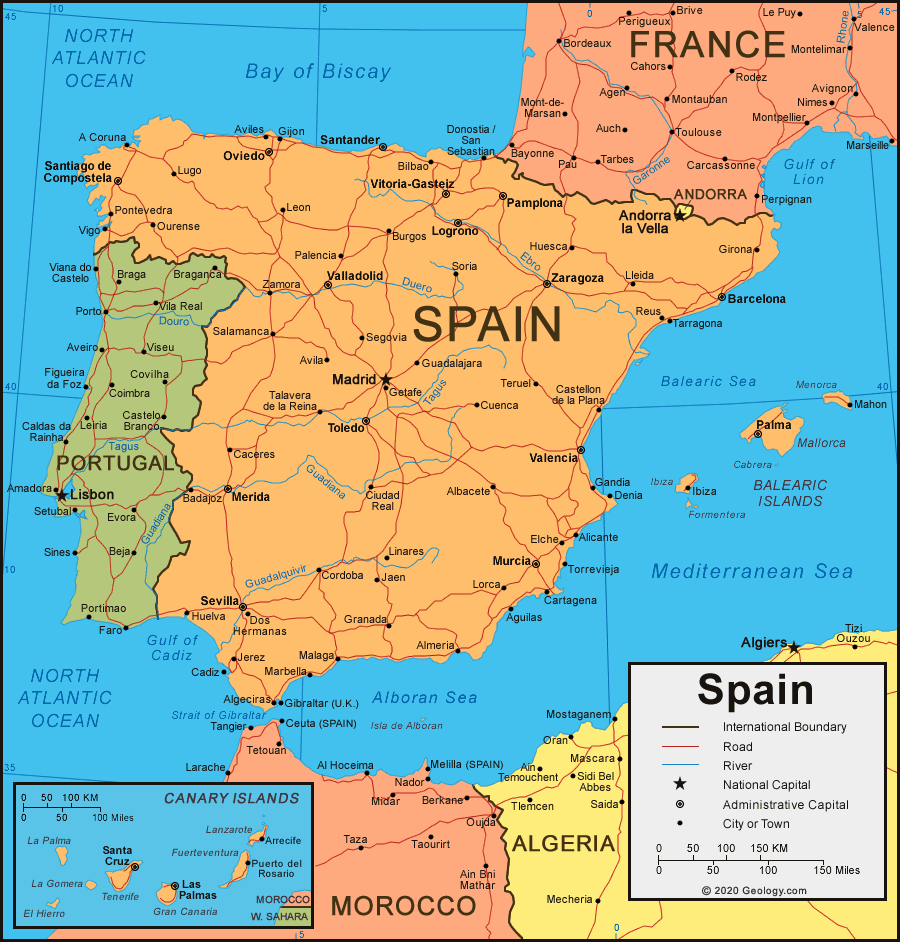 10
5
0
5
45
45
NORTH
ATLANTIC
OCEAN
Bay of Biscay
FRANCE
Perigueux
Brive
Le Puy
Valence
Rhone
Bordeaux
Montelimar
Cahors
Rodez
Agen
Avignon
Mont-de-
Marsan
Montauban
Nimes
Montpellier
Auch
Toulouse
Marseille
Bayonne
Pau
Tarbes
Garonne
Carcassonne
Gulf of
Lion
ANDORRA
Perpignan
Andorra
la Vella
A Coruna
Aviles
Gijon
Santander
Donostia /
San
Sebastian
Oviedo
Bilbao
Santiago de
Compostela
Lugo
Vitoria-Gasteiz
Pamplona
Pontevedra
Leon
Vigo
Ourense
Burgos
Logrono
Huesca
Girona
Palencia
Ebro
Viana do
Castelo
Braga
Braganca
Zamora
Valladolid
Soria
Duero
Zaragoza
Lleida
Barcelona
Reus
Tarragona
Porto
Vila Real
Douro
SPAIN
Salamanca
Segovia
Aveiro
Viseu
Avila
Guadalajara
Figueira
da Foz
Covilha
Coimbra
Madrid
Getafe
Tagus
Teruel
Castellon
de la Plana
Balearic Sea
Menorca
40
40
Mahon
Talavera
de la Reina
Cuenca
Caldas da
Rainha
Leiria
Castelo
Branco
Toledo
Palma
Mallorca
Tagus
PORTUGAL
Caceres
Valencia
Cabrera
Amadora
Lisbon
Setubal
Evora
Guadiana
Badajoz
Merida
Guadiana
Ciudad
Real
Albacete
Gandia
Denia
Ibiza
Ibiza
Formentera
BALEARIC
ISLANDS
Sines
Beja
Linares
Elche
Alicante
10
Guadalquivir
Cordoba
Jaen
Murcia
Torrevieja
Lorca
Mediterranean Sea
Sevilla
Cartagena
Aguilas
Portimao
Faro
Huelva
Dos
Hermanas
Granada
Gulf of
Cadiz
Jerez
Malaga
Almeria
Cadiz
Marbella
NORTH
ATLANTIC
OCEAN
Algeciras
Gibraltar (U.K.)
Alboran Sea
Strait of Gibraltar
Ceuta (SPAIN)
Isla de Alboran
Tangier
Tetouan
Algiers
Tizi
Ouzou
Mostaganem
Oran
Larache
35
Al Hoceima
Melilla (SPAIN)
Nador
Ain
Temouchent
Mascara
Sidi Bel
Abbes
Midar
Berkane
Tlemcen
Saida
Oujda
Taza
Taourirt
ALGERIA
Ain Bni
Mathar
MOROCCO
Mecheria
5
0
0 50 100 KM
0 50 100 Miles
CANARY ISLANDS
La Palma
Santa
Cruz
Lanzarote
Arrecife
Fuerteventura
Puerto del
Rosario
La Gomera
Tenerife
Las
Palmas
El Hierro
Gran Canaria
MOROCCO
W. SAHARA
Spain
International Boundary
Road
River
National Capital
Administrative Capital
City or Town
0 50 100 150 KM
0 50 100 150 Miles
© 2020 Geology.com